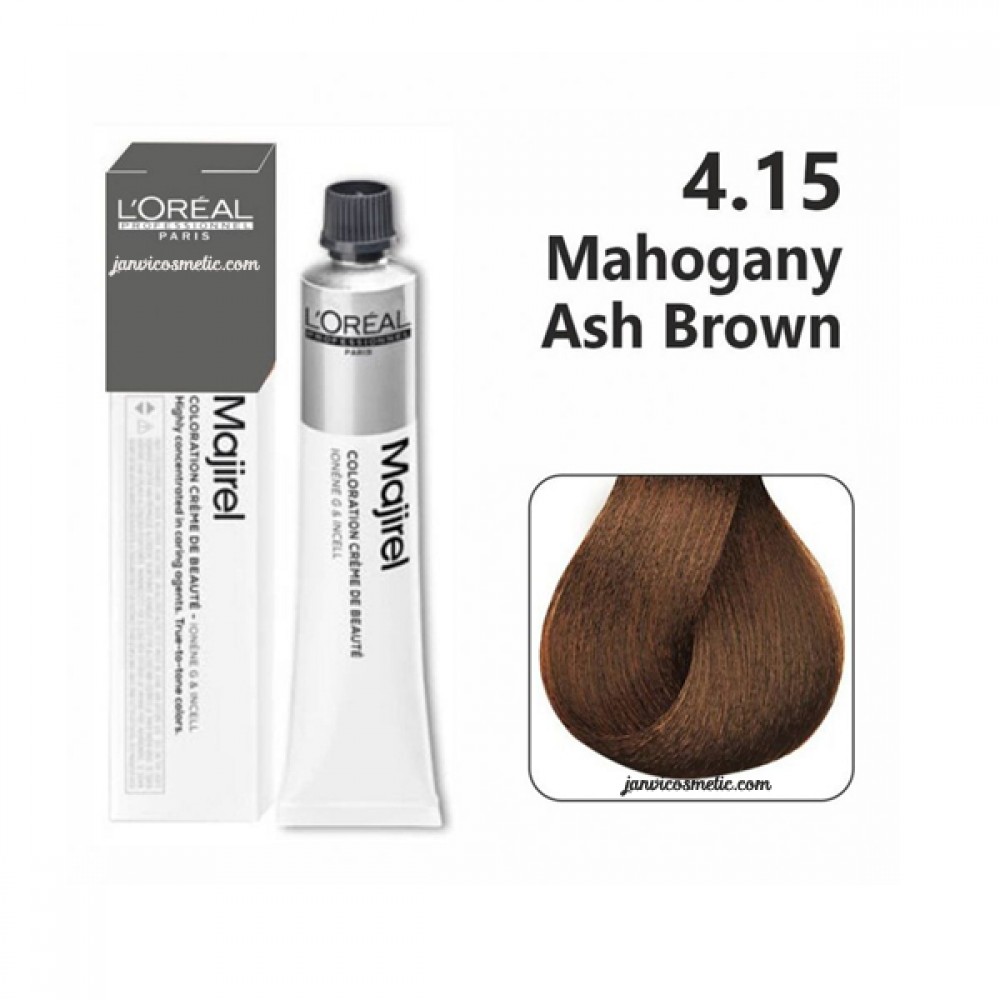 4.15
Mahogany
Ash Brown
L'ORÉAL
PROFESSIONNEL
PARIS
janvicosmetic.com
Majirel
COLORATION CRÈME DE BEAUTÉ - IONÈNE G & INCELL
Highly concentrated in caring agents. True-to-tone colors.
L'ORÉAL
PROFESSIONNEL
PARIS
Majirel
COLORATION CRÈME DE BEAUTÉ
IONÈNE G & INCELL
janvicosmetic.com